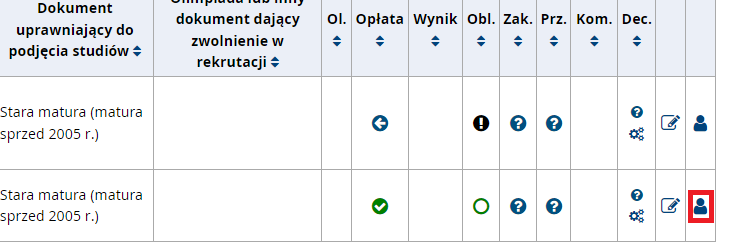 Dokument
uprawniający do
podjęcia studiów
Olimpiada lub inny
dokument dający
zwolnienie w
rekrutacji
Ol.
Opłata
Wynik
Obl.
Zak.
Prz.
Kom.
Dec.
Stara matura (matura
sprzed 2005 r.)
Stara matura (matura
sprzed 2005 r.)